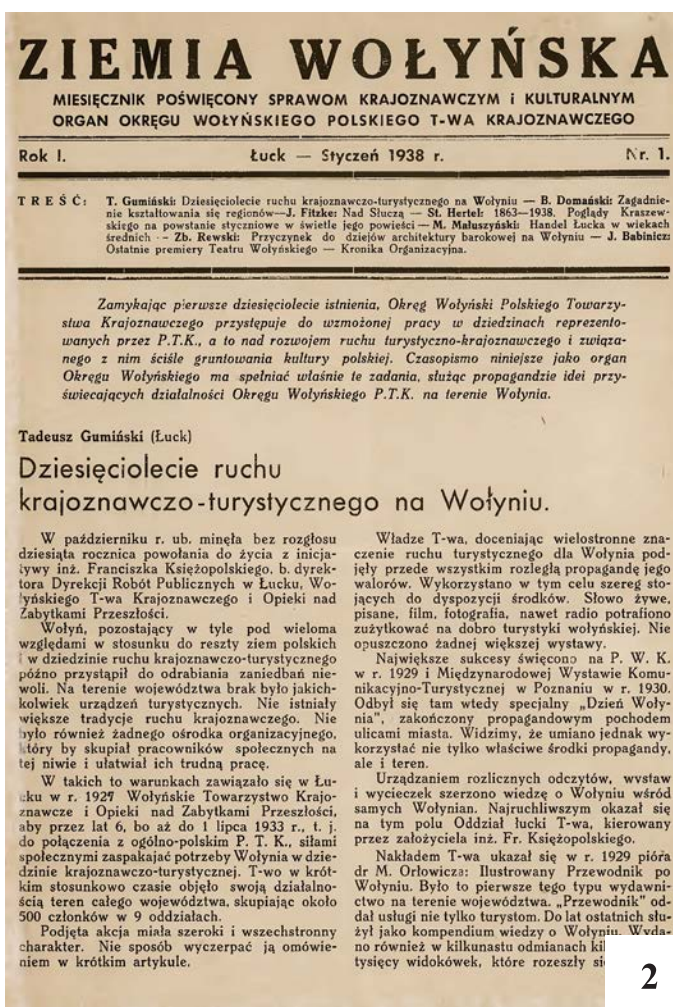 ZIEMIA WOŁYŃSKA
MIESIĘCZNIK POŚWIĘCONY SPRAWOM KRAJOZNAWCZYM i KULTURALNYM
ORGAN OKRĘGU WOŁYŃSKIEGO POLSKIEGO T-WA KRAJOZNAWCZEGO
Rok I. Łuck — Styczeń 1938 r. Nr. 1.
TREŚĆ: T. Gumiński: Dziesięciolecie ruchu krajoznawczo-turystycznego na Wołyniu — B. Domański: Zagadnie-
nie kształtowania się regionów—J. Fitzke: Nad Słuczą — St. Hertel: 1863—1938. Poglądy Kraszew-
skiego na powstanie styczniowe w świetle jego powieści — M. Małuszyński: Handel Łucka w wiekach
średnich -- Zb. Rewski: Przyczynek do dziejów architektury barokowej na Wołyniu — J. Babinicz:
Ostatnie premiery Teatru Wołyńskiego — Kronika Organizacyjna.
Zamykając pierwsze dziesięciolecie istnienia, Okręg Wołyński Polskiego Towarzy-
stwa Krajoznawczego przystępuje do wzmożonej pracy w dziedzinach reprezento-
wanych przez P.T.K., a to nad rozwojem ruchu turystyczno-krajoznawczego i związa-
nego z nim ściśle gruntowania kultury polskiej. Czasopismo niniejsze jako organ
Okręgu Wołyńskiego ma spełniać właśnie te zadania, służąc propagandzie idei przy-
świecających działalności Okręgu Wołyńskiego P.T.K. na terenie Wołynia.
Tadeusz Gumiński (Łuck)
Dziesięciolecie ruchu
krajoznawczo-turystycznego na Wołyniu.
W październiku r. ub. minęła bez rozgłosu
dziesiąta rocznica powołania do życia z inicja-
tywy inż. Franciszka Księżopolskiego. b. dyrek-
tora Dyrekcji Robót Publicznych w Łucku, Wo-
łyńskiego T-wa Krajoznawczego i Opieki nad
Zabytkami Przeszłości.
Wołyń, pozostający w tyle pod wieloma
względami w stosunku do reszty ziem polskich
i w dziedzinie ruchu krajoznawczo-turystycznego
późno przystąpił do odrabiania zaniedbań nie-
woli. Na terenie województwa brak było jakich-
kolwiek urządzeń turystycznych. Nie istniały
większe tradycje ruchu krajoznawczego. Nie
było również żadnego ośrodka organizacyjnego,
który by skupiał pracowników społecznych na
tej niwie i ułatwiał ich trudną pracę.
W takich to warunkach zawiązało się w Łu-
cku w r. 1927 Wołyńskie Towarzystwo Krajo-
znawcze i Opieki nad Zabytkami Przeszłości,
aby przez lat 6, bo aż do 1 lipca 1933 r., t. j.
do połączenia z ogólno-polskim P. T. K., siłami
społecznymi zaspakajać potrzeby Wołynia w dzie-
dzinie krajoznawczo-turystycznej. T-wo w krót-
kim stosunkowo czasie objęło swoją działalno-
ścią teren całego województwa, skupiając około
500 członków w 9 oddziałach.
Podjęta akcja miała szeroki i wszechstronny
charakter. Nie sposób wyczerpać ją omówie-
niem w krótkim artykule.
Władze T-wa, doceniając wielostronne zna-
czenie ruchu turystycznego dla Wołynia pod-
jęły przede wszystkim rozległą propagandę jego
walorów. Wykorzystano w tym celu szereg sto-
jących do dyspozycji środków. Słowo żywe,
pisane, film, fotografia, nawet radio potrafiono
zużytkować na dobro turystyki wołyńskiej. Nie
opuszczono żadnej większej wystawy.
Największe sukcesy święcono na P. W. K.
w r. 1929 i Międzynarodowej Wystawie Komu-
nikacyjno-Turystycznej w Poznaniu w r. 1930.
Odbył się tam wtedy specjalny „Dzień Woły-
nia", zakończony propagandowym pochodem
ulicami miasta. Widzimy, że umiano jednak wy-
korzystać nie tylko właściwe środki propagandy,
ale i teren.
Urządzaniem rozlicznych odczytów, wystaw
i wycieczek szerzono wiedzę o Wołyniu wśród
samych Wołynian. Najruchliwszym okazał się
na tym polu Oddział łucki T-wa, kierowany
przez założyciela inż. Fr. Księżopolskiego.
Nakładem T-wa ukazał się w r. 1929 pióra
dr M. Orłowicza: Ilustrowany Przewodnik po
Wołyniu. Było to pierwsze tego typu wydawni-
ctwo na terenie województwa. „Przewodnik" od-
dał usługi nie tylko turystom. Do lat ostatnich słu-
żył jako kompendium wiedzy o Wołyniu. Wyda-
no również w kilkunastu odmianach
tysięcy widokówek, które rozeszły
2